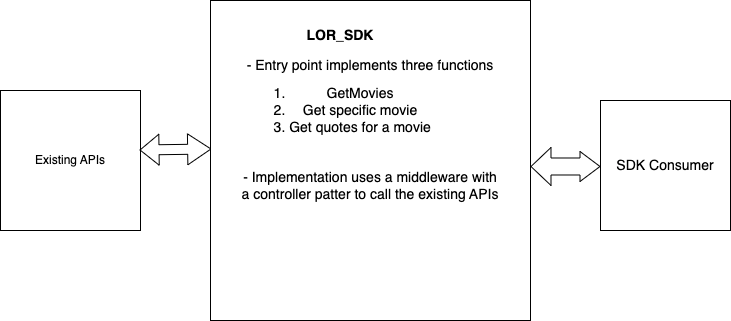 LOR_SDK
- Entry point implements three functions
1. GetMovies
2. Get specific movie
3. Get quotes for a movie
Existing APIs
- Implementation uses a middleware with
a controller patter to call the existing APIs
SDK Consumer